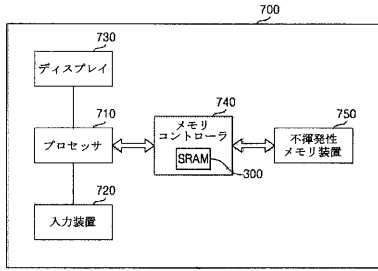 700
730
ディスプレイ
710
プロセッサ
740
メモリ
コントローラ
SRAM
300
750
不揮発性
メモリ装置
720
入力装置